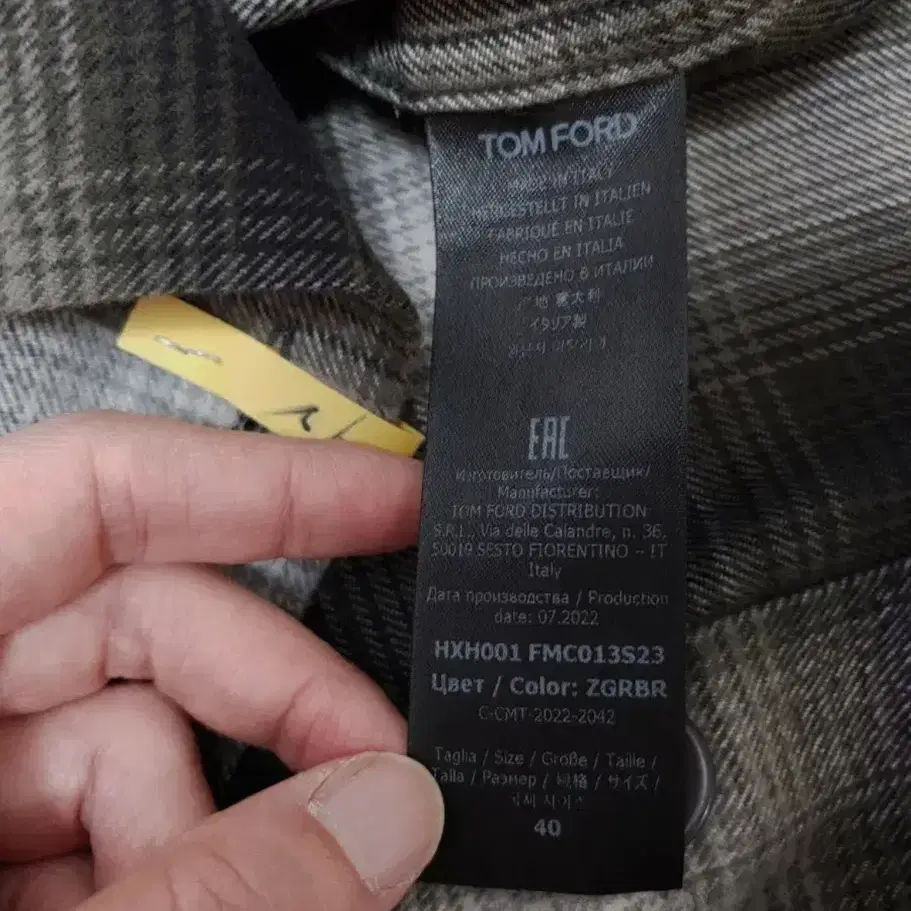 TOM FORD
MADE IN ITALY
HERGESTELLT IN ITALIEN
FABRIQUÉ EN ITALIE
HECHO EN ITALIA
ПРОИЗВЕДЕНО В ИТАЛИИ
产地 意大利
イタリア製
EAC
Изготовитель/Поставщик/
Manufacturer:
TOM FORD DISTRIBUTION
S.R.L., Via delle Calandre, n. 36,
50019 SESTO FIORENTINO - IT
Italy
Дата производства / Production
date: 07.2022
HXH001 FMC013S23
Цвет / Color: ZGRBR
C-CMT-2022-2042
Taglia / Size / Größe / Taille /
Talla / Размер / 规格 / サイズ /
40